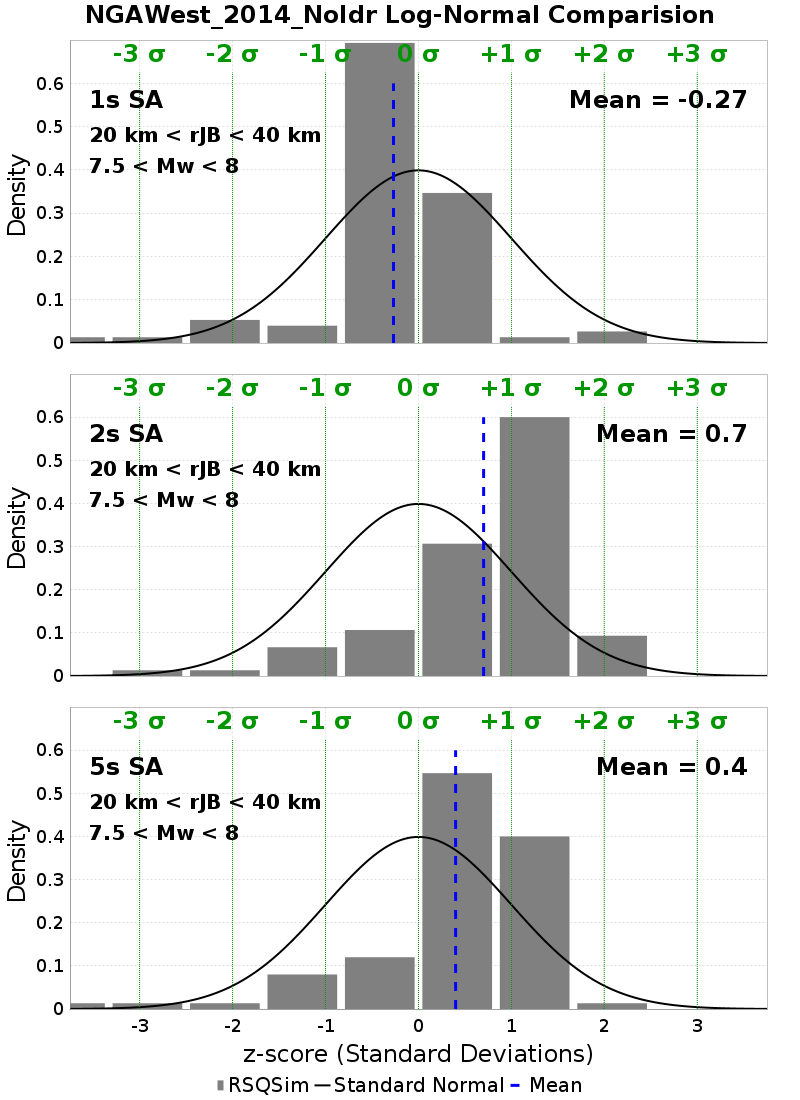 NGAWest_2014_NoIdr Log-Normal Comparision
-3 σ -2 σ -1 σ 0 σ +1 σ +2 σ +3 σ
1s SA Mean = -0.27
20 km < rJB < 40 km
7.5 < Mw < 8
Density
0.6
0.5
0.4
0.3
0.2
0.1
0
-3 σ -2 σ -1 σ 0 σ +1 σ +2 σ +3 σ
2s SA Mean = 0.7
20 km < rJB < 40 km
7.5 < Mw < 8
Density
0.6
0.5
0.4
0.3
0.2
0.1
0
-3 σ -2 σ -1 σ 0 σ +1 σ +2 σ +3 σ
5s SA Mean = 0.4
20 km < rJB < 40 km
7.5 < Mw < 8
Density
0.6
0.5
0.4
0.3
0.2
0.1
0
-3 -2 -1 0 1 2 3
z-score (Standard Deviations)
RSQSim Standard Normal Mean